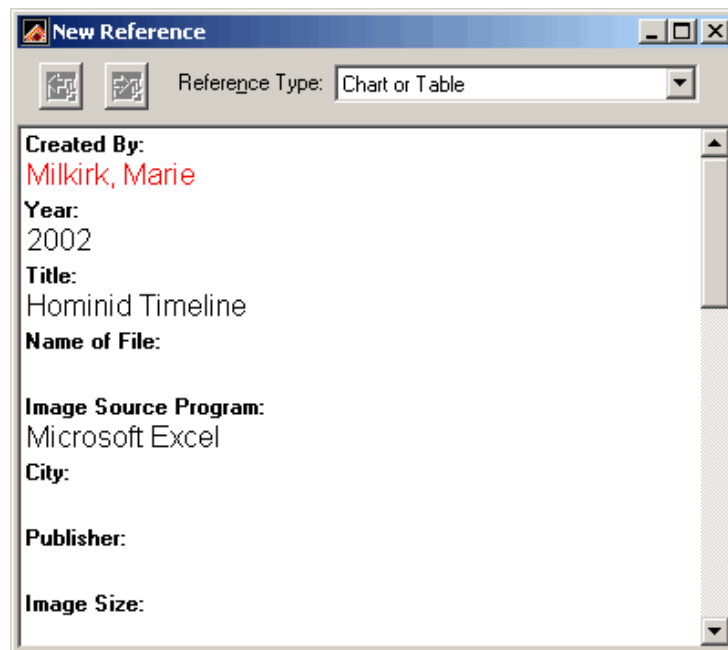 New Reference
Reference Type: Chart or Table
Created By:
Milkirk, Marie
Year:
2002
Title:
Hominid Timeline
Name of File:
Image Source Program:
Microsoft Excel
City:
Publisher:
Image Size: